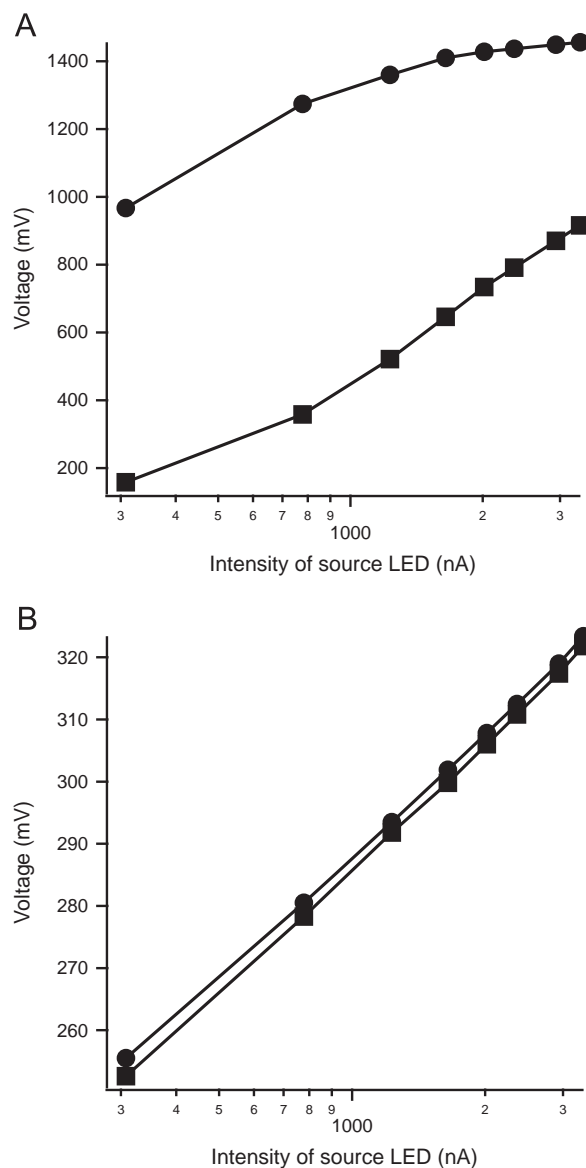 A
1400
1200
1000
800
600
400
200
Voltage (mV)
3 4 5 6 7 8 9 1000 2 3
Intensity of source LED (nA)
B
320
310
300
290
280
270
260
Voltage (mV)
3 4 5 6 7 8 9 1000 2 3
Intensity of source LED (nA)